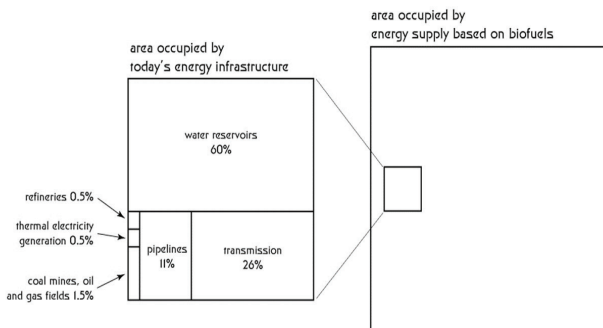 area occupied by
energy supply based on biofuels
area occupied by
today's energy infrastructure
water reservoirs
60%
refineries 0.5%
thermal electricity
generation 0.5%
pipelines
11%
transmission
26%
coal mines, oil
and gas fields 1.5%